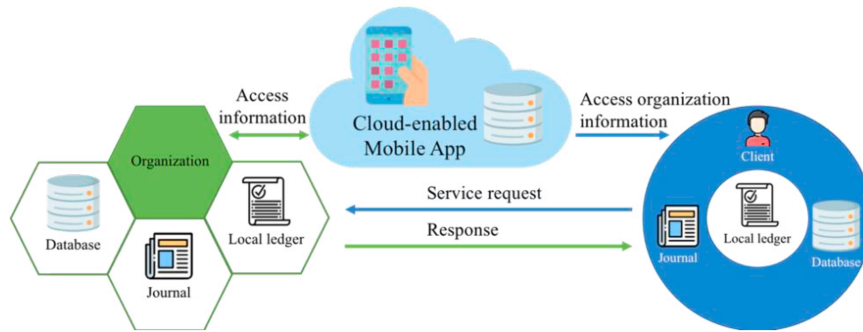 Access
information
Cloud-enabled
Mobile App
Access organization
information
Organization
Database
Local ledger
Journal
Service request
Response
Client
Local ledger
Journal
Database